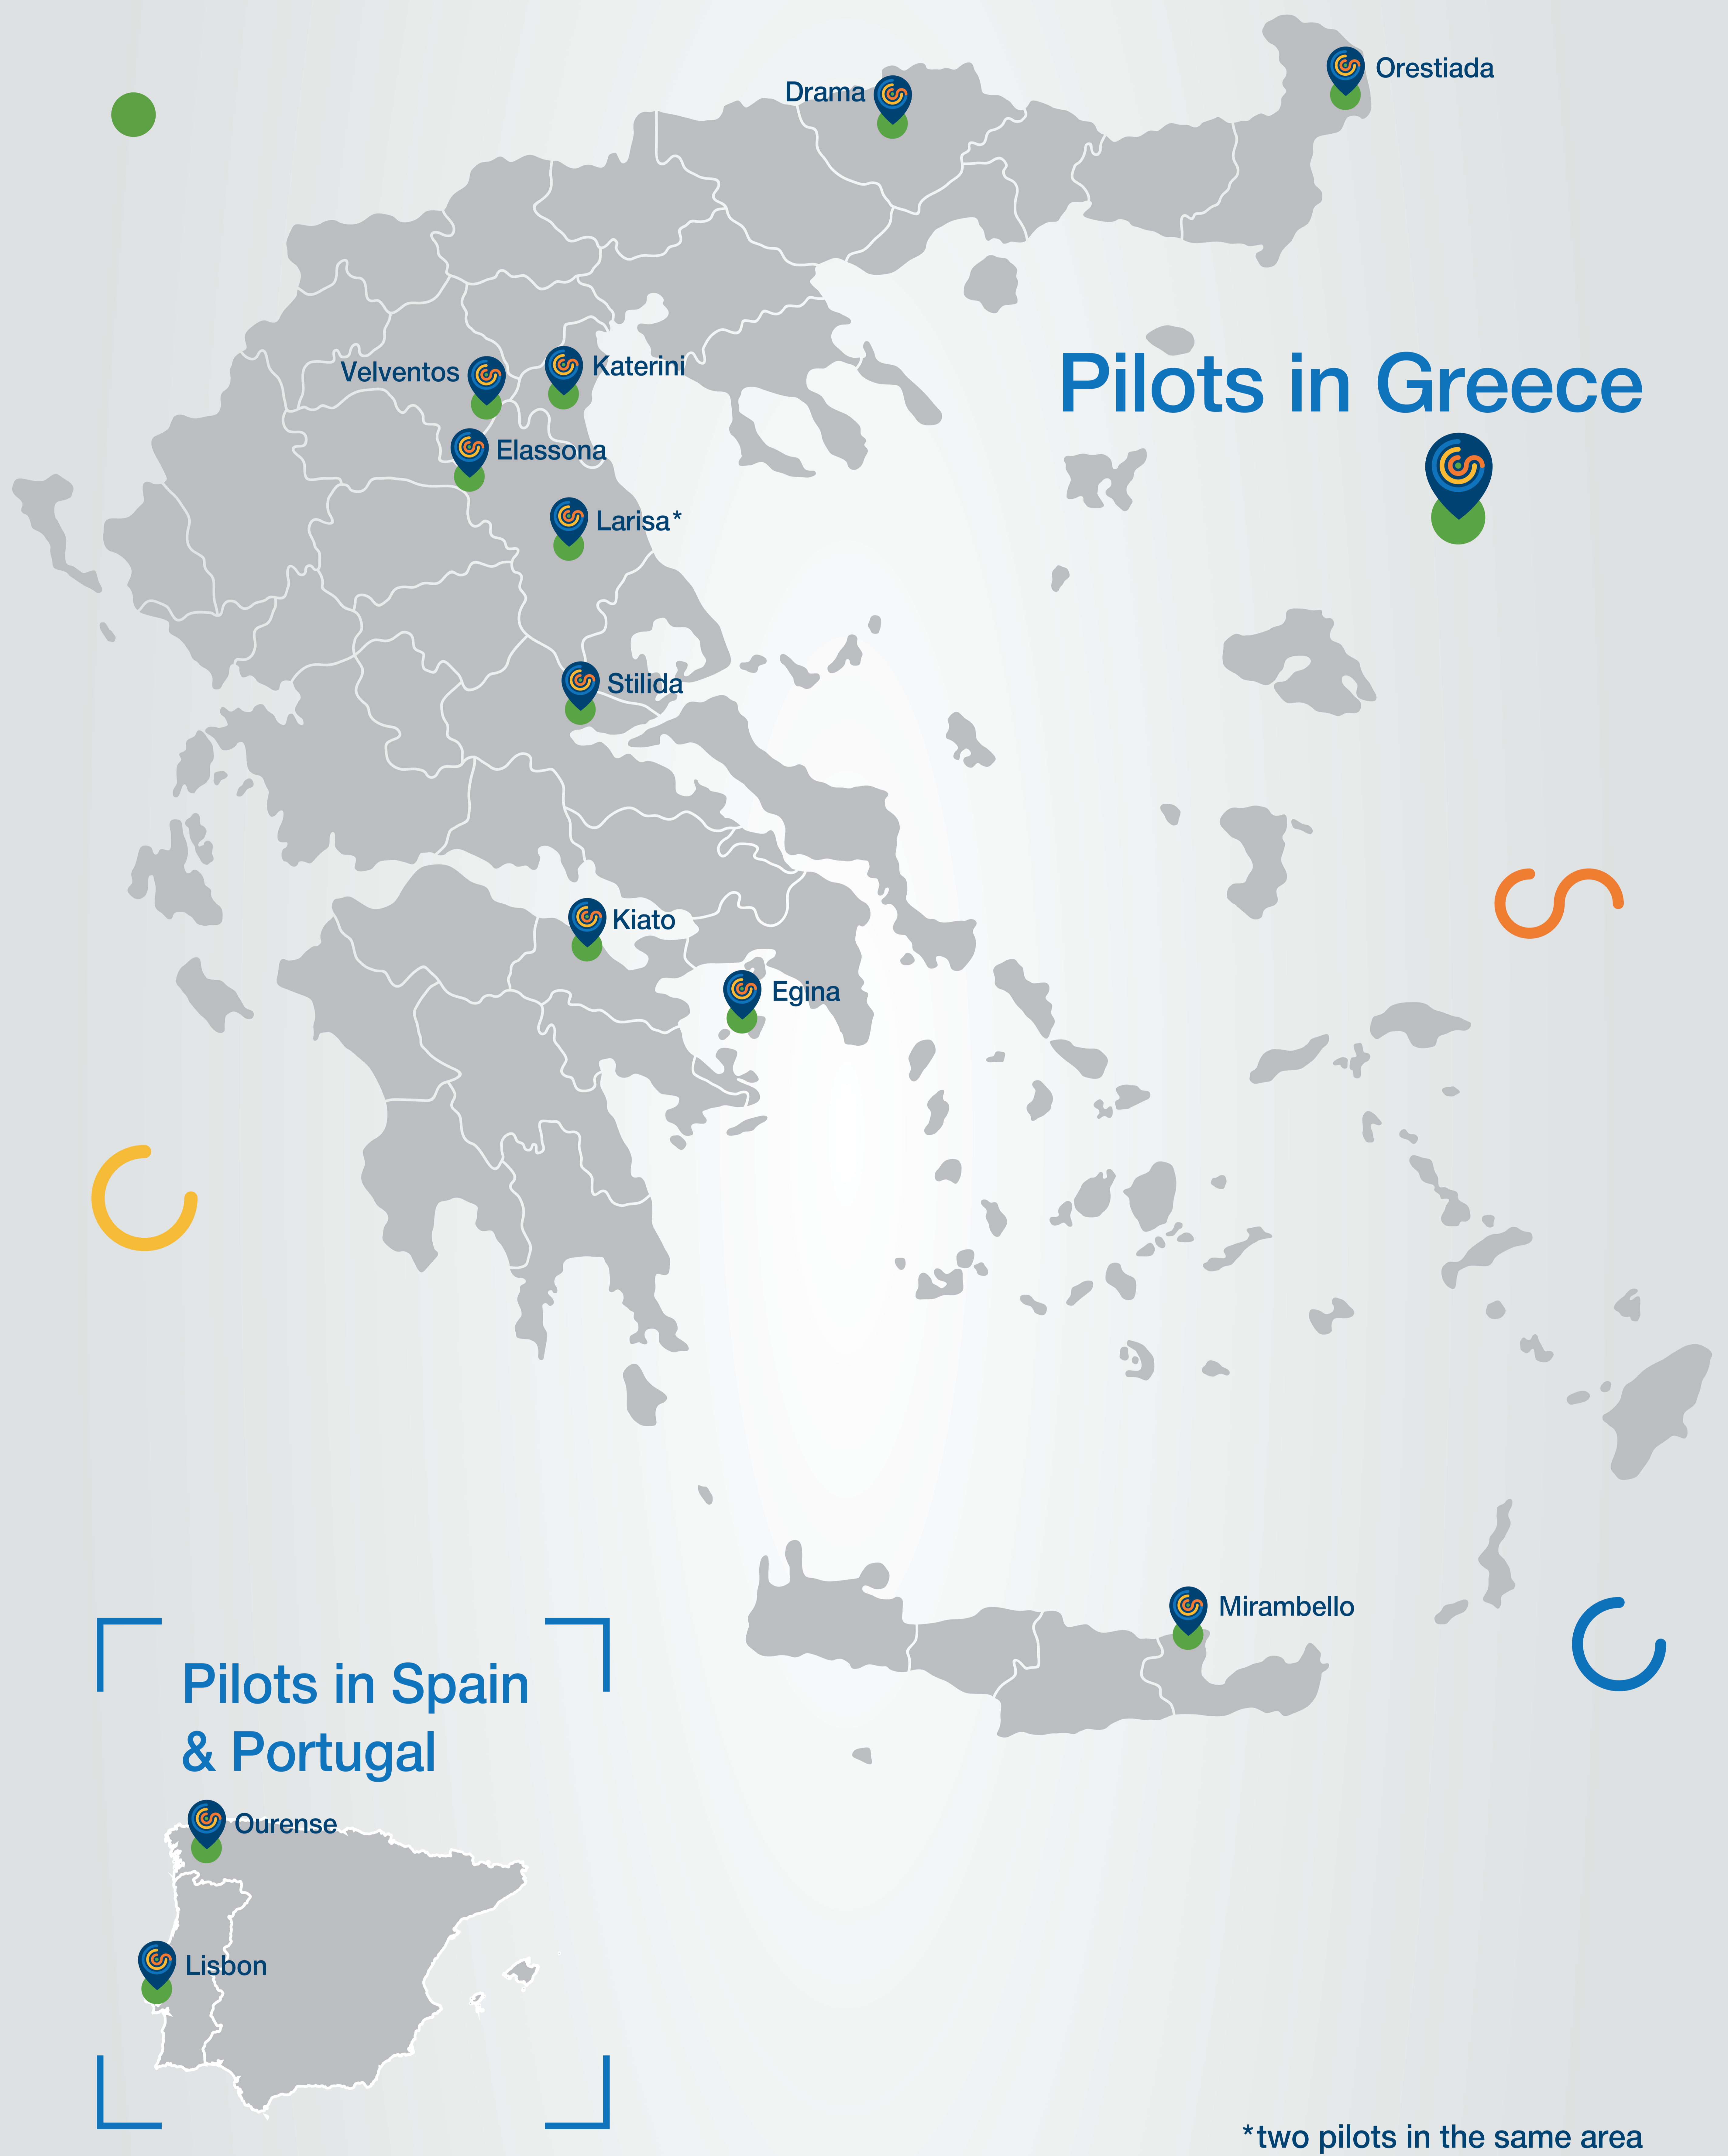 Orestiada
Drama
Pilots in Greece
Velventos
Katerini
Elassona
Larisa*
Stilida
Kiato
Egina
Mirambello
Pilots in Spain
& Portugal
Ourense
Lisbon
*two pilots in the same area